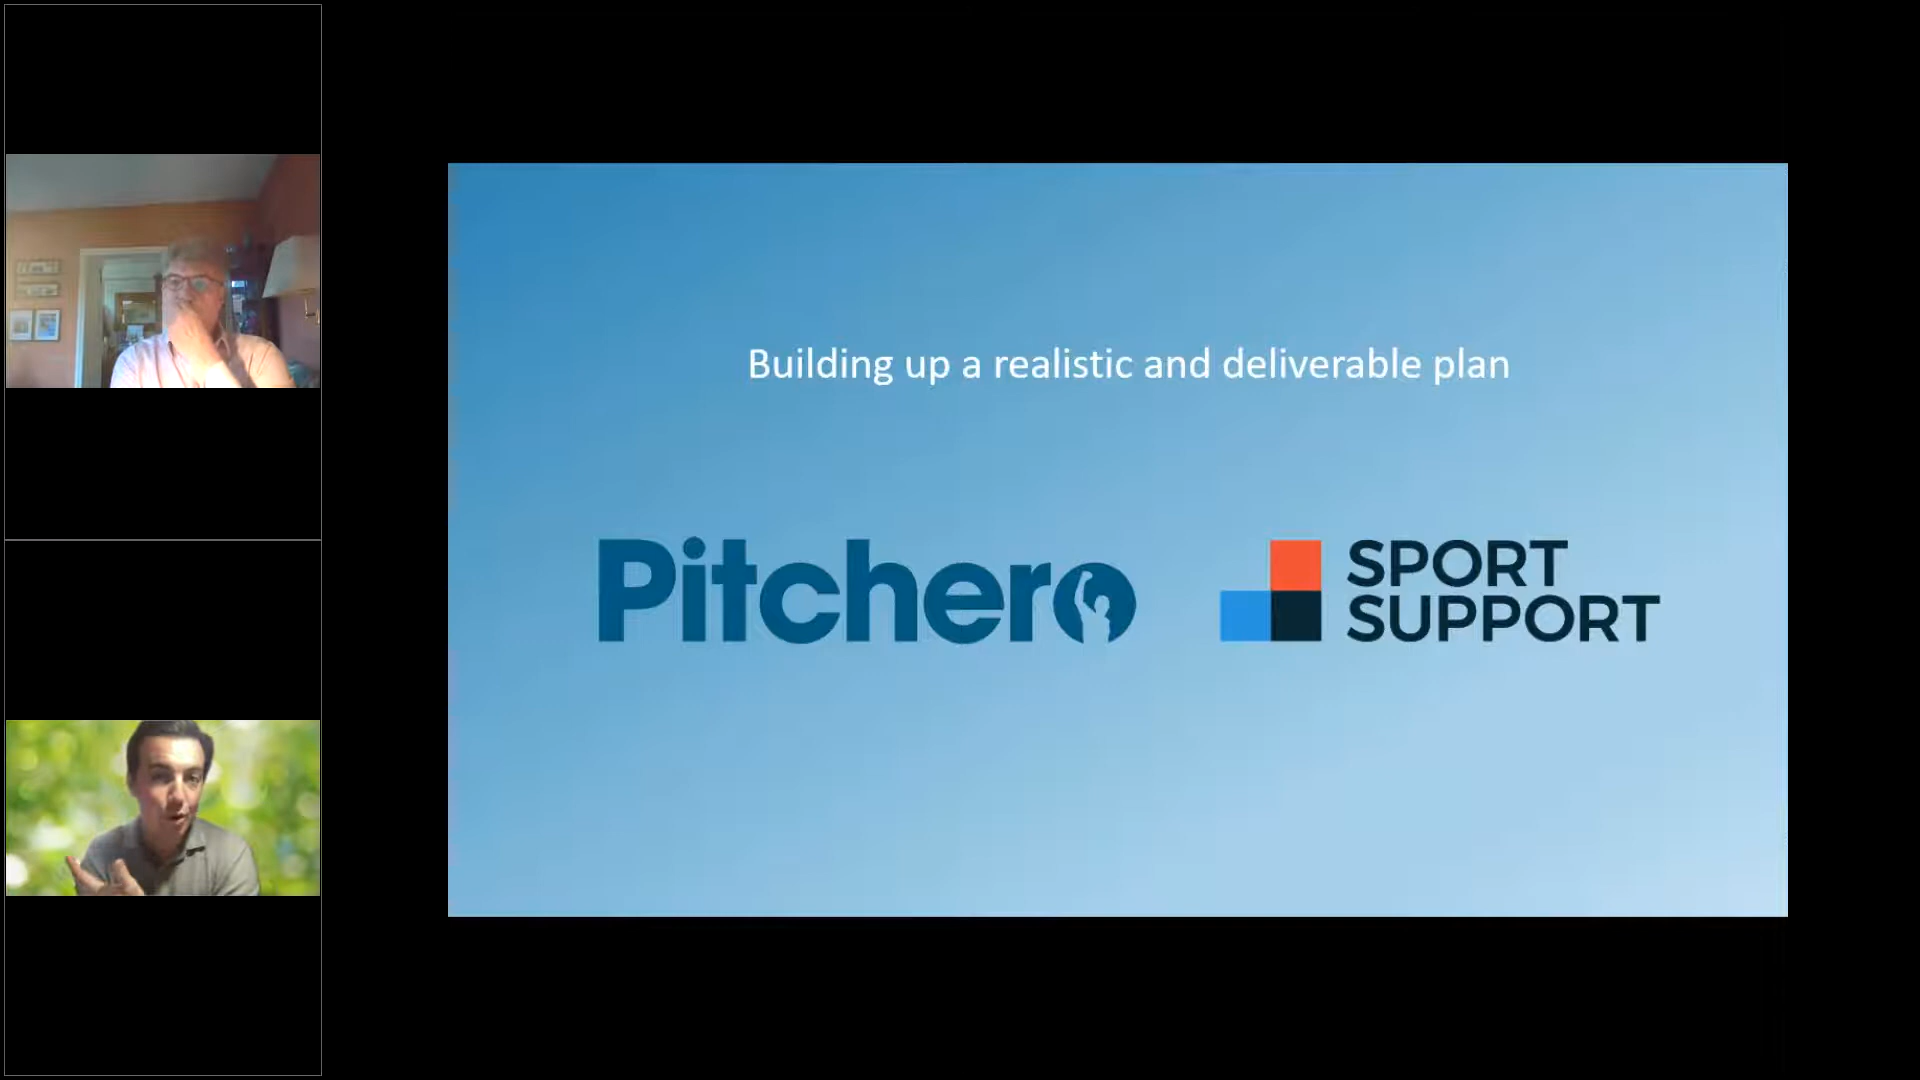 Building up a realistic and deliverable plan
Pitchero
SPORT
SUPPORT